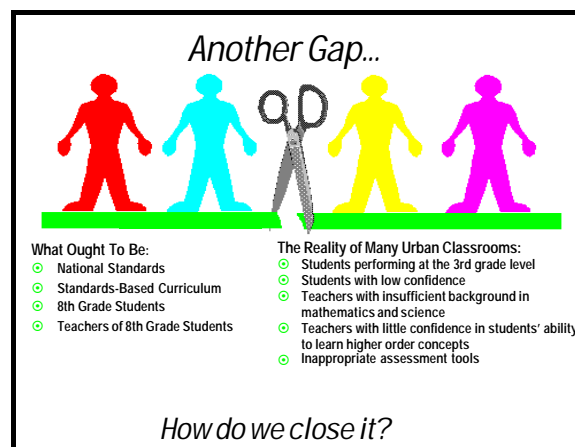 Another Gap...
What Ought To Be:
National Standards
Standards-Based Curriculum
8th Grade Students
Teachers of 8th Grade Students
The Reality of Many Urban Classrooms:
Students performing at the 3rd grade level
Students with low confidence
Teachers with insufficient background in
mathematics and science
Teachers with little confidence in students' ability
to learn higher order concepts
Inappropriate assessment tools
How do we close it?